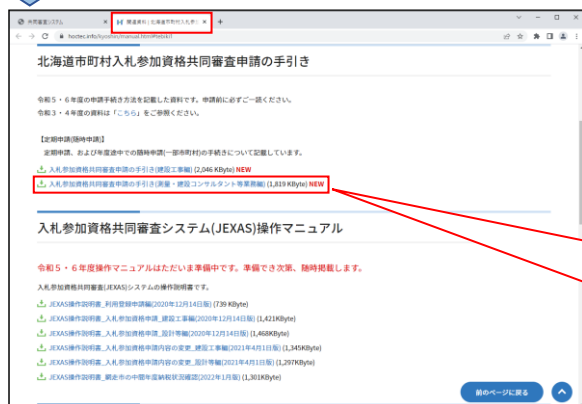 共同審査システム
調達資料 | 北海道市町村入札参加
hoctec.info/kyoshin/manual.html#tebiki1
北海道市町村入札参加資格共同審査申請の手引き
令和５・６年度の申請手続き方法を記載した資料です。申請前に必ずご一読ください。
令和３・４年度の資料は「こちら」をご参照ください。
【定期申請(随時申請)】
定期申請、および年度途中での随時申請(一部市町村)の手続きについて記載しています。
入札参加資格共同審査申請の手引き(建設工事編) (2,046 KByte) NEW
入札参加資格共同審査申請の手引き(測量・建設コンサルタント等業務編) (1,819 KByte) NEW
入札参加資格共同審査システム(JEXAS)操作マニュアル
令和５・６年度操作マニュアルはただいま準備中です。準備でき次第、随時掲載します。
入札参加資格共同審査(JEXAS)システムの操作説明書です。
JEXAS操作説明書_利用登録申請編(2020年12月14日版) (739 KByte)
JEXAS操作説明書_入札参加資格申請_建設工事編(2020年12月14日版) (1,421KByte)
JEXAS操作説明書_入札参加資格申請_設計等編(2020年12月14日版) (1,468KByte)
JEXAS操作説明書_入札参加資格申請内容の変更_建設工事編(2021年4月1日版) (1,345KByte)
JEXAS操作説明書_入札参加資格申請内容の変更_設計等編(2021年4月1日版) (1,297KByte)
JEXAS操作説明書_網走市の中間年度納税状況確認(2022年1月版) (1,301KByte)
前のページに戻る